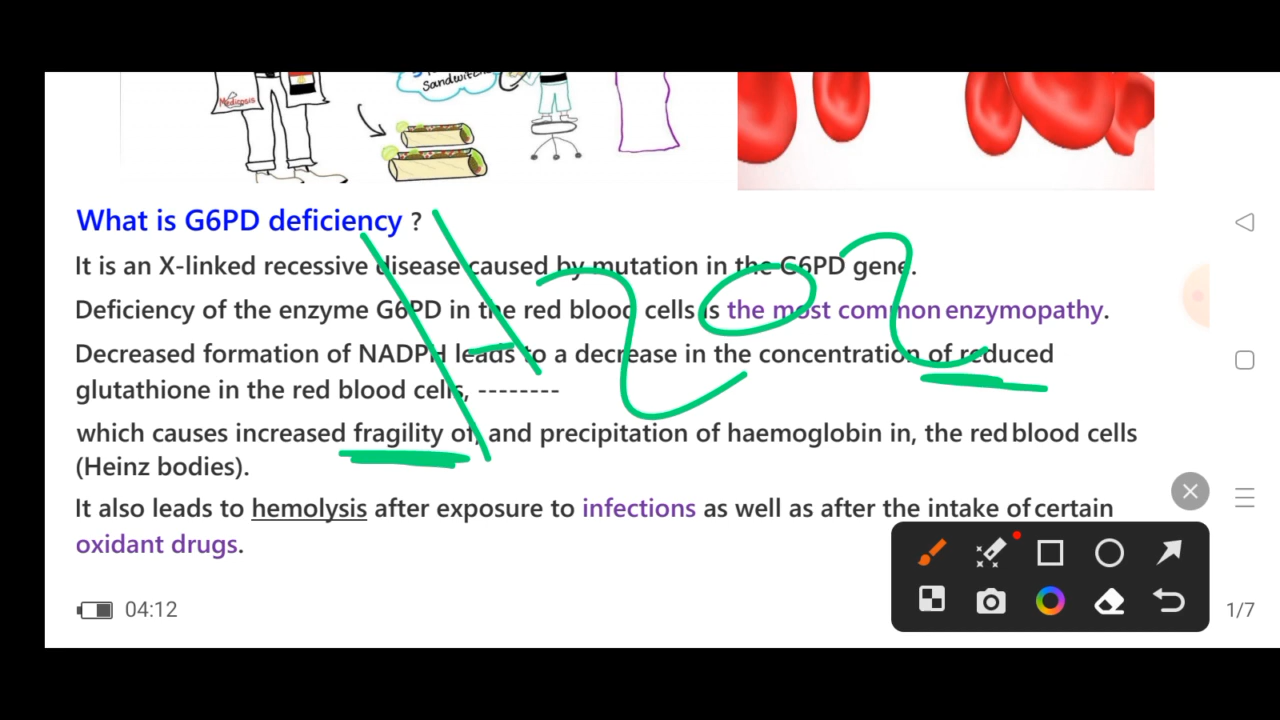 Sandwitch
Medicosis
What is G6PD deficiency ?
It is an X-linked recessive disease caused by mutation in the G6PD gene.
Deficiency of the enzyme G6PD in the red blood cells is the most common enzymopathy.
Decreased formation of NADPH leads to a decrease in the concentration of reduced
glutathione in the red blood cells, --------
which causes increased fragility of, and precipitation of haemoglobin in, the red blood cells
(Heinz bodies).
It also leads to hemolysis after exposure to infections as well as after the intake of certain
oxidant drugs.
H2O2
04:12
1/7